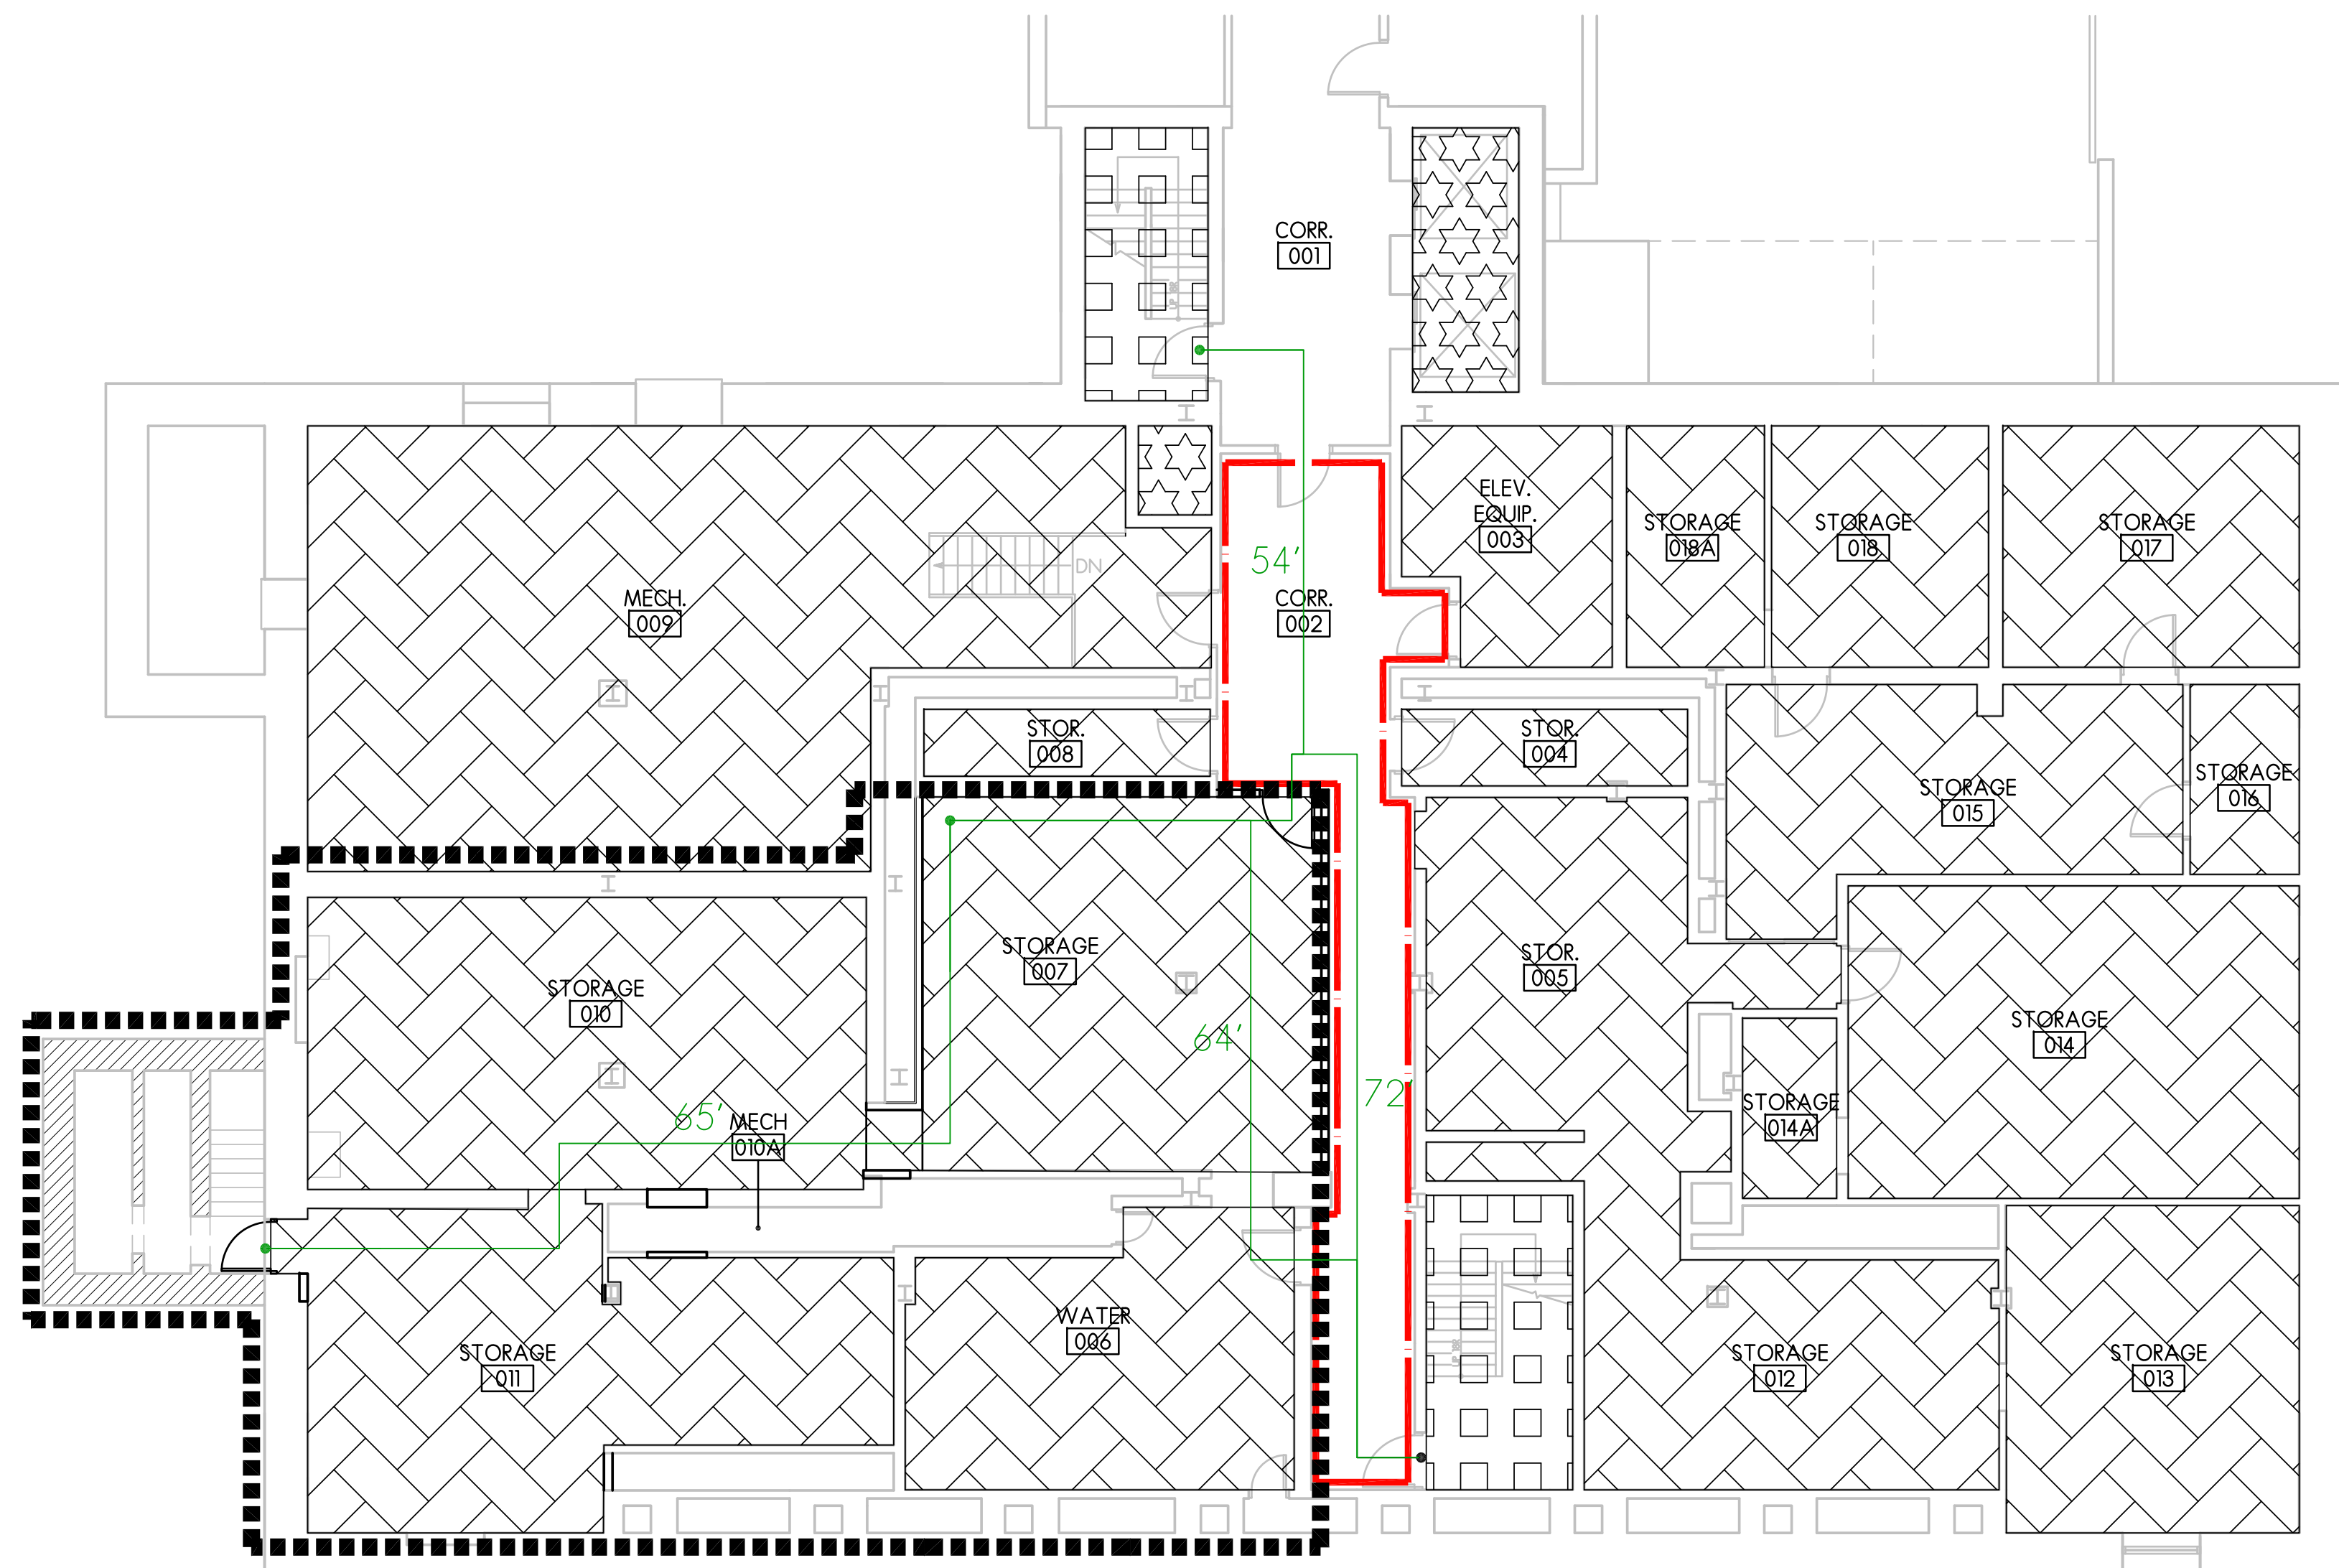 CORR.
001
ELEV.
EQUIP.
003
STORAGE
018A
STORAGE
018
STORAGE
017
54'
DN
MECH.
009
CORR.
002
STOR.
008
STOR.
004
STORAGE
015
STORAGE
016
STORAGE
007
STOR.
005
STORAGE
010
STORAGE
014
64'
72'
65'
MECH
010A
STORAGE
014A
WATER
006
STORAGE
011
STORAGE
012
STORAGE
013